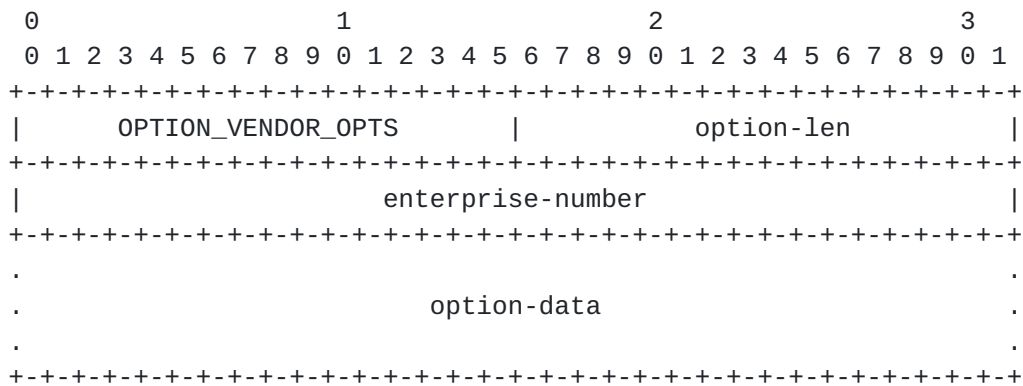 0                   1                   2                   3
 0 1 2 3 4 5 6 7 8 9 0 1 2 3 4 5 6 7 8 9 0 1 2 3 4 5 6 7 8 9 0 1
+-+-+-+-+-+-+-+-+-+-+-+-+-+-+-+-+-+-+-+-+-+-+-+-+-+-+-+-+-+-+-+-+
|      OPTION_VENDOR_OPTS       |           option-len          |
+-+-+-+-+-+-+-+-+-+-+-+-+-+-+-+-+-+-+-+-+-+-+-+-+-+-+-+-+-+-+-+-+
|                       enterprise-number                       |
+-+-+-+-+-+-+-+-+-+-+-+-+-+-+-+-+-+-+-+-+-+-+-+-+-+-+-+-+-+-+-+-+
.                                                               .
.                          option-data                          .
.                                                               .
+-+-+-+-+-+-+-+-+-+-+-+-+-+-+-+-+-+-+-+-+-+-+-+-+-+-+-+-+-+-+-+-+